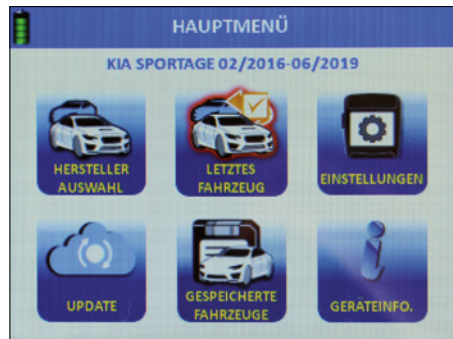 HAUPTMENÜ
KIA SPORTAGE 02/2016-06/2019
HERSTELLER
AUSWAHL
LETZTES
FAHRZEUG
EINSTELLUNGEN
UPDATE
GESPEICHERTE
FAHRZEUGE
GERÄTEINFO.